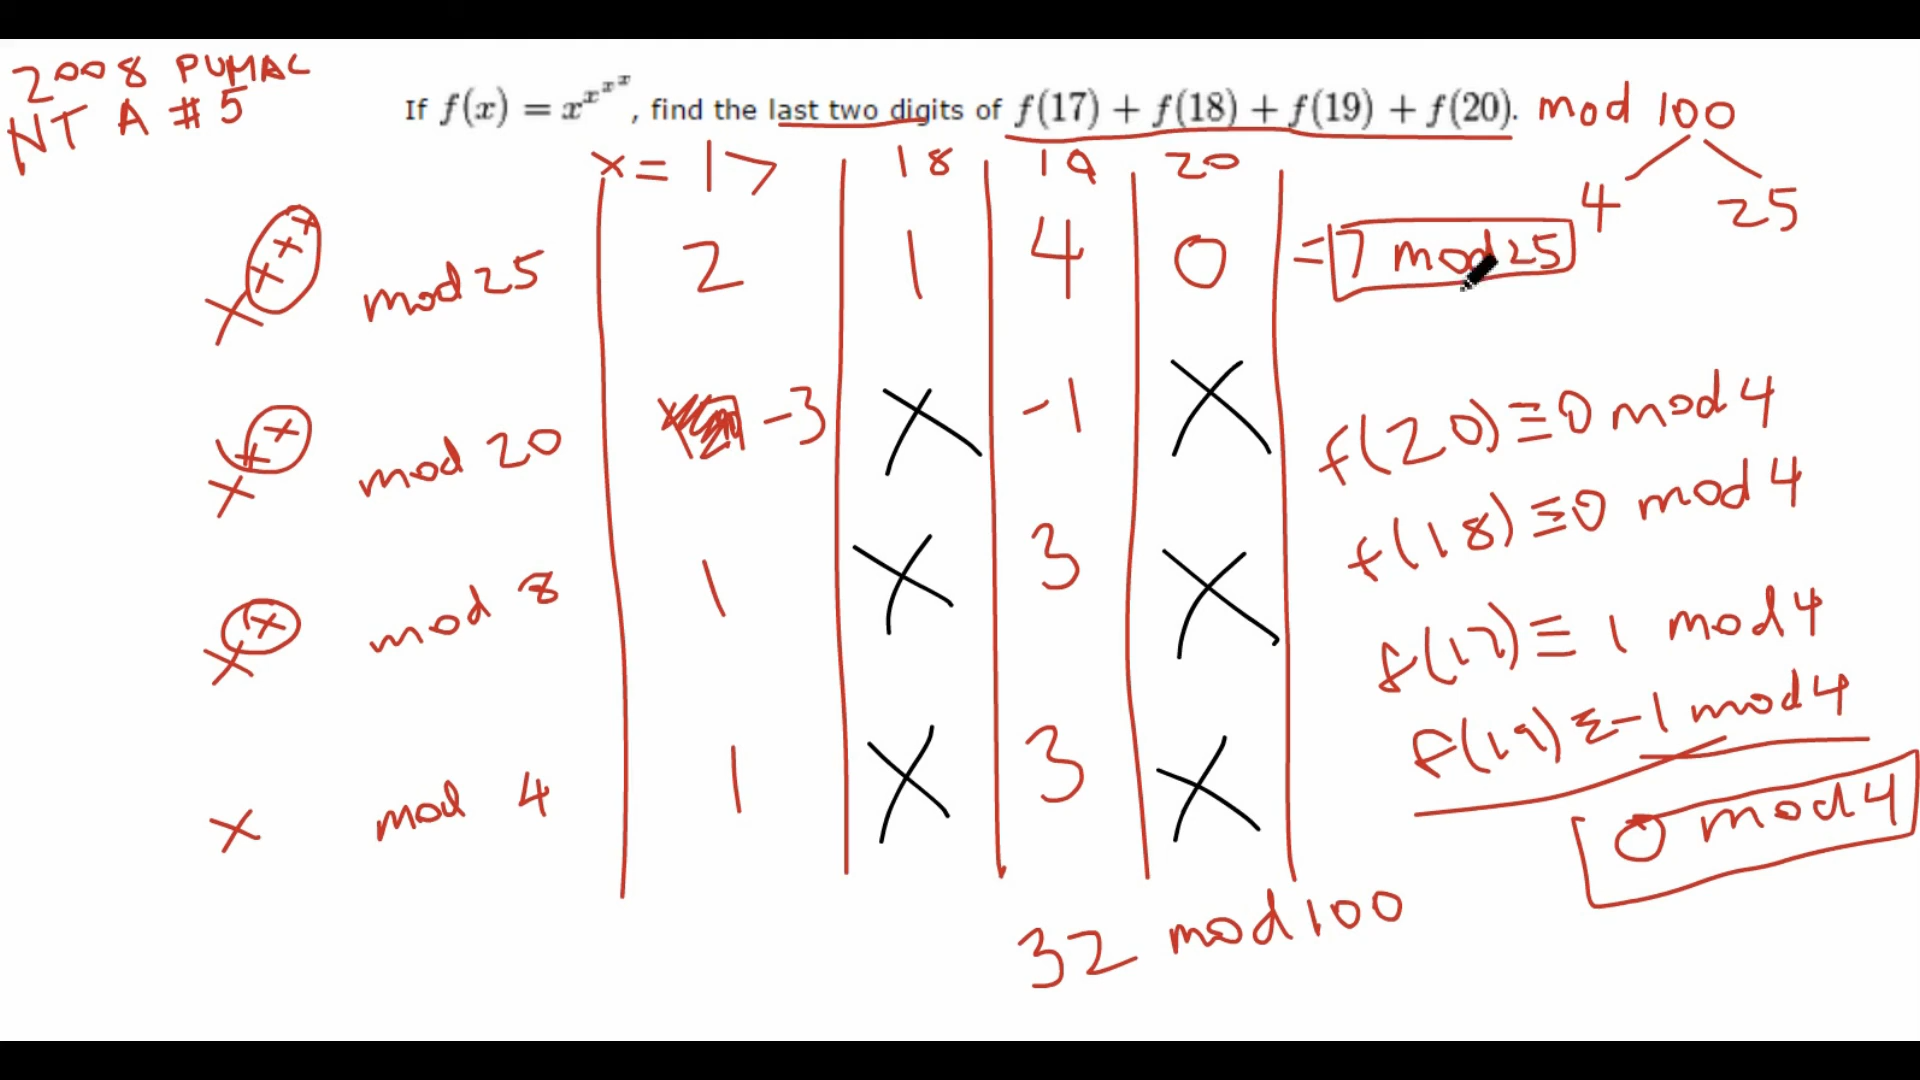 2008 PUMAC
NT A #5
If f(x) = x^{x^{x^{x^x}}}, find the last two digits of f(17) + f(18) + f(19) + f(20). mod 100
4 25
x = 17 18 19 20
x^{x^{x^x}} mod 25 2 1 4 0 = 7 mod 25
x^{x^x} mod 20 -3 X -1 X
x^x mod 8 1 X 3 X
x mod 4 1 X 3 X
f(20) ≡ 0 mod 4
f(18) ≡ 0 mod 4
f(17) ≡ 1 mod 4
f(19) ≡ -1 mod 4
0 mod 4
32 mod 100